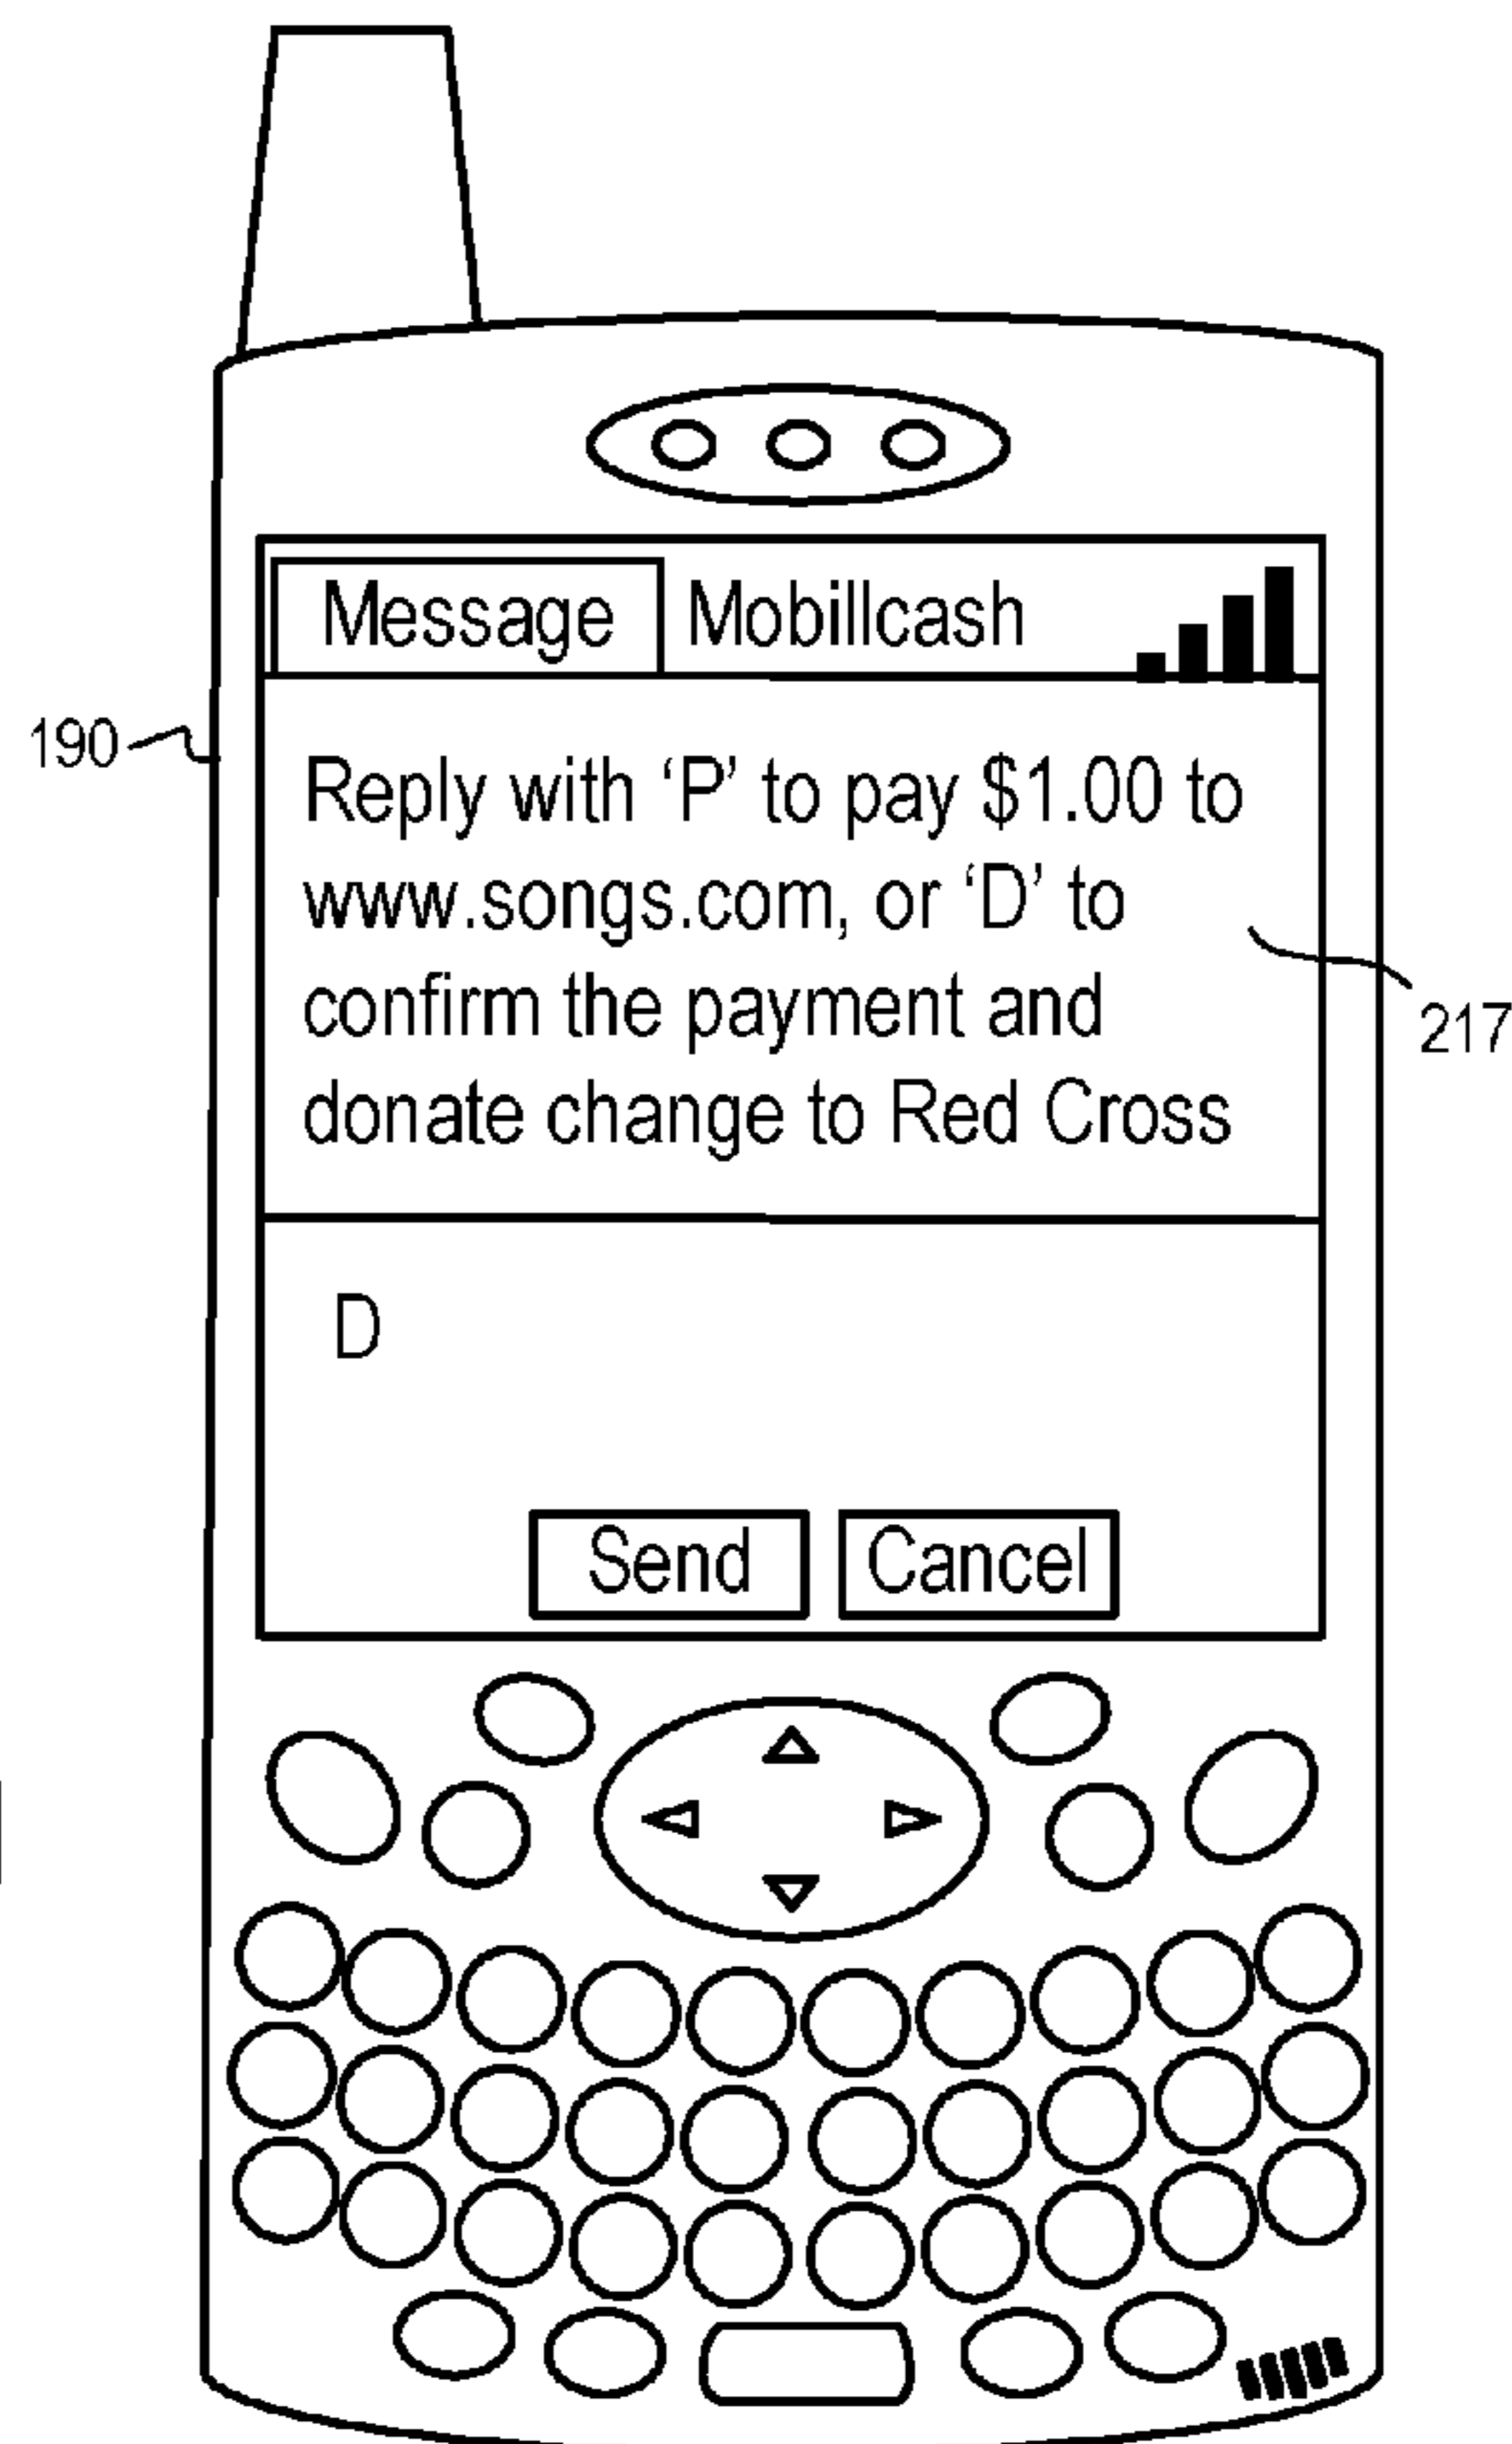 Message Mobillcash
190
Reply with ‘P’ to pay $1.00 to
www.songs.com, or ‘D’ to
confirm the payment and
donate change to Red Cross
217
D
Send Cancel